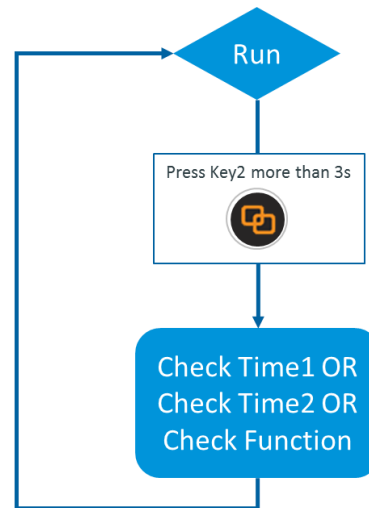 Run
Press Key2 more than 3s
Check Time1 OR
Check Time2 OR
Check Function